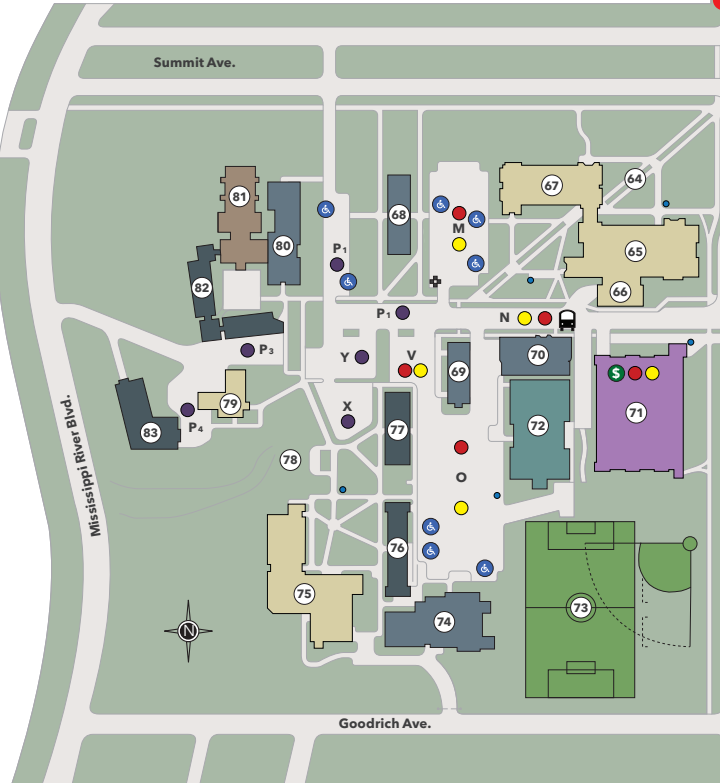 Summit Ave.
67
64
81
68
M
80
P1
65
82
66
P1
N
P3
Y
V
69
70
$
79
X
71
P4
83
77
72
78
O
76
75
73
74
N
Mississippi River Blvd.
Goodrich Ave.